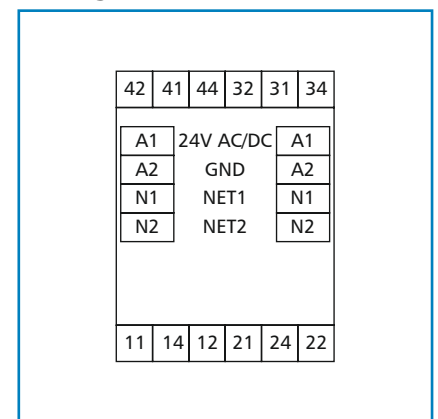 42 41 44 32 31 34
A1 24V AC/DC A1
A2 GND A2
N1 NET1 N1
N2 NET2 N2
11 14 12 21 24 22